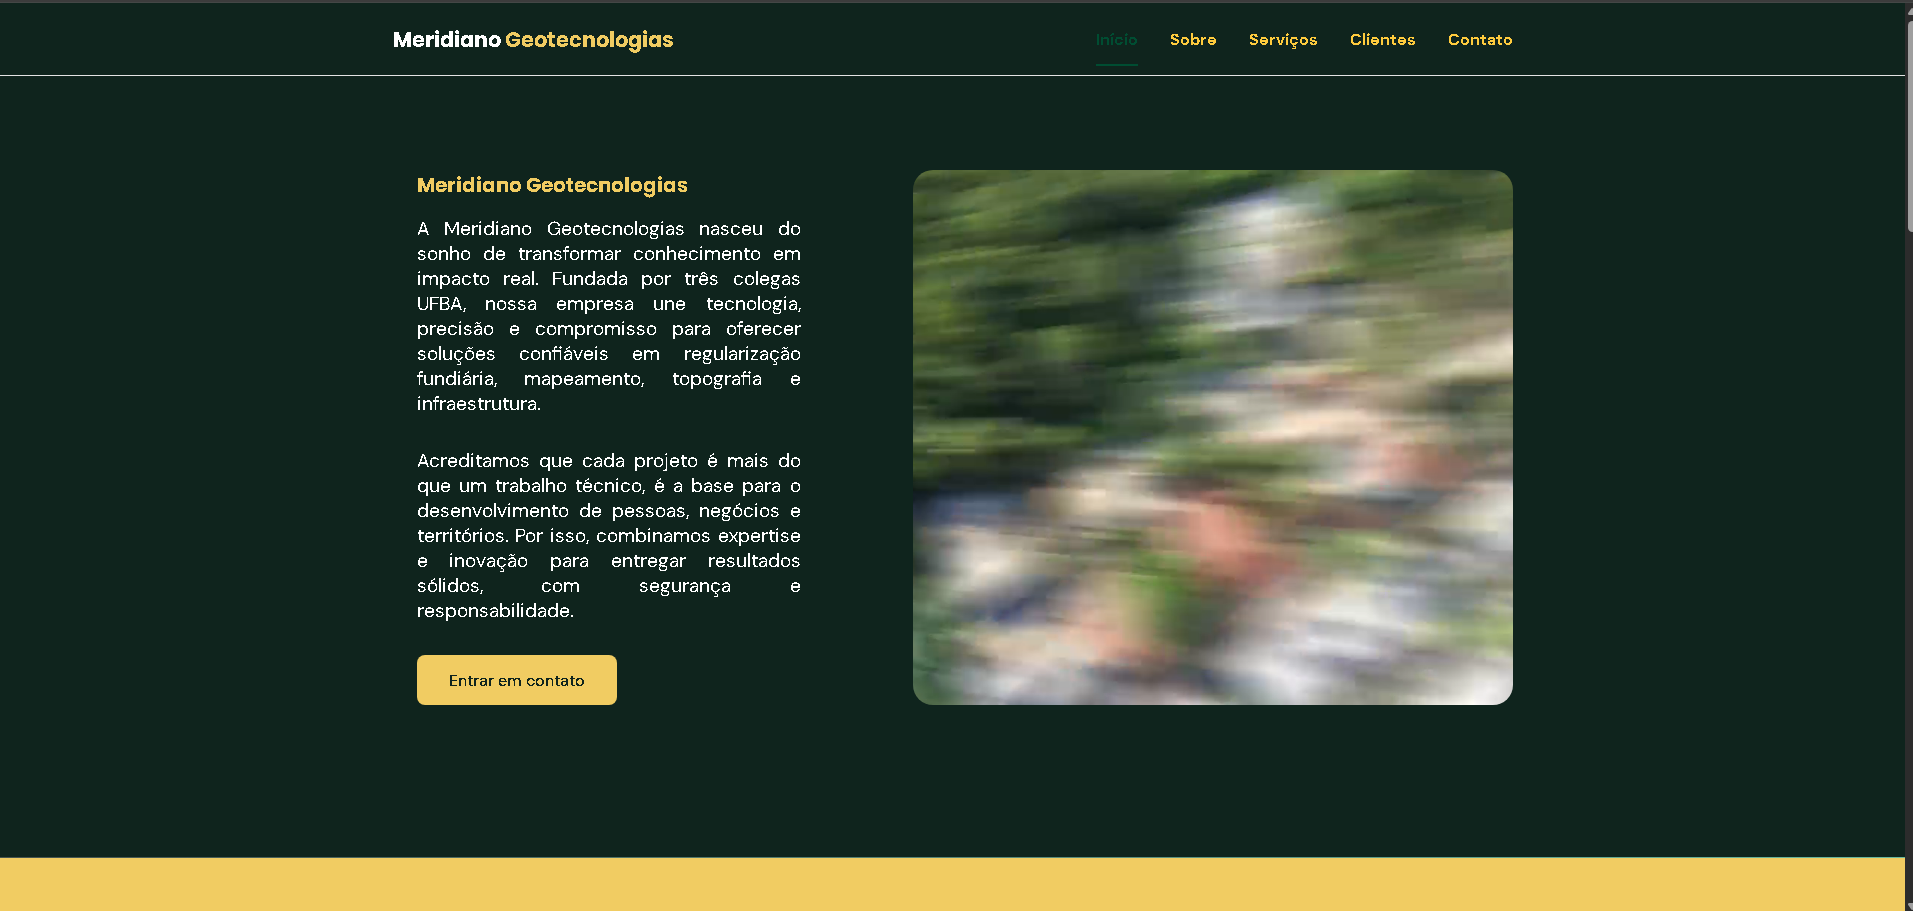 Meridiano Geotecnologias
Início Sobre Serviços Clientes Contato
Meridiano Geotecnologias
A Meridiano Geotecnologias nasceu do
sonho de transformar conhecimento em
impacto real. Fundada por três colegas
UFBA, nossa empresa une tecnologia,
precisão e compromisso para oferecer
soluções confiáveis em regularização
fundiária, mapeamento, topografia e
infraestrutura.
Acreditamos que cada projeto é mais do
que um trabalho técnico, é a base para o
desenvolvimento de pessoas, negócios e
territórios. Por isso, combinamos expertise
e inovação para entregar resultados
sólidos, com segurança e
responsabilidade.
Entrar em contato